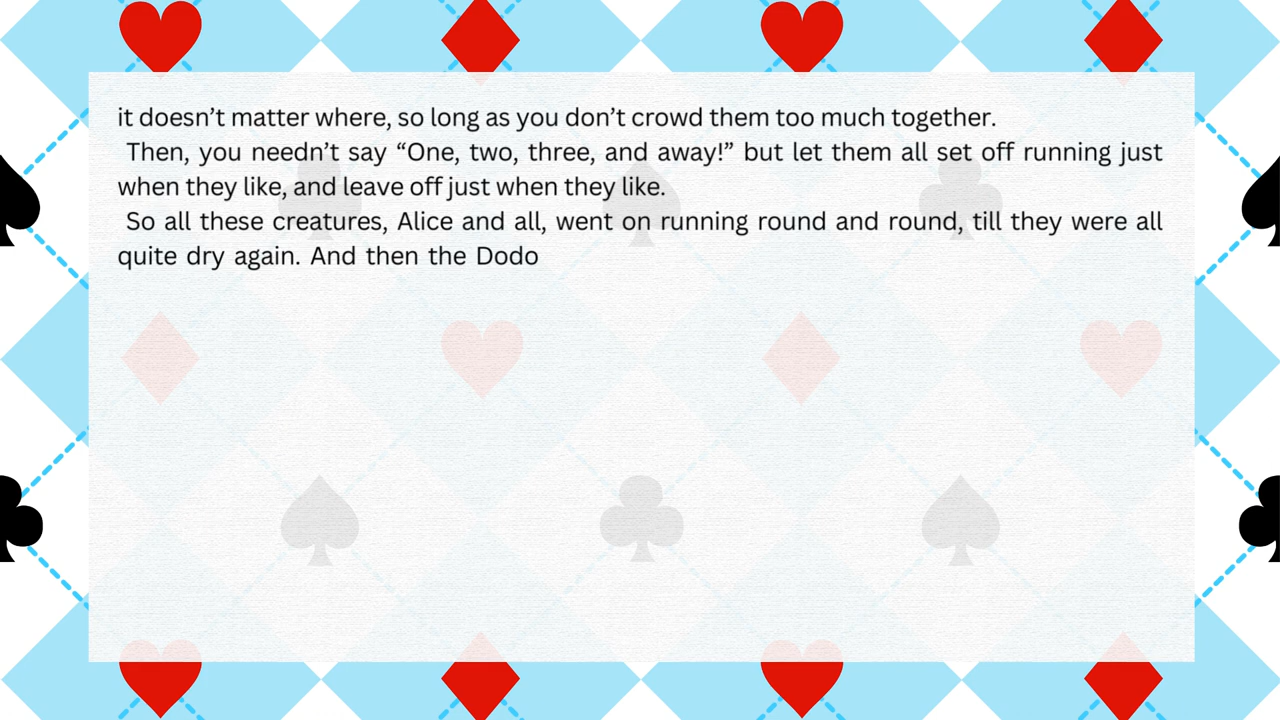 it doesn’t matter where, so long as you don’t crowd them too much together.
Then, you needn’t say “One, two, three, and away!” but let them all set off running just
when they like, and leave off just when they like.
So all these creatures, Alice and all, went on running round and round, till they were all
quite dry again. And then the Dodo